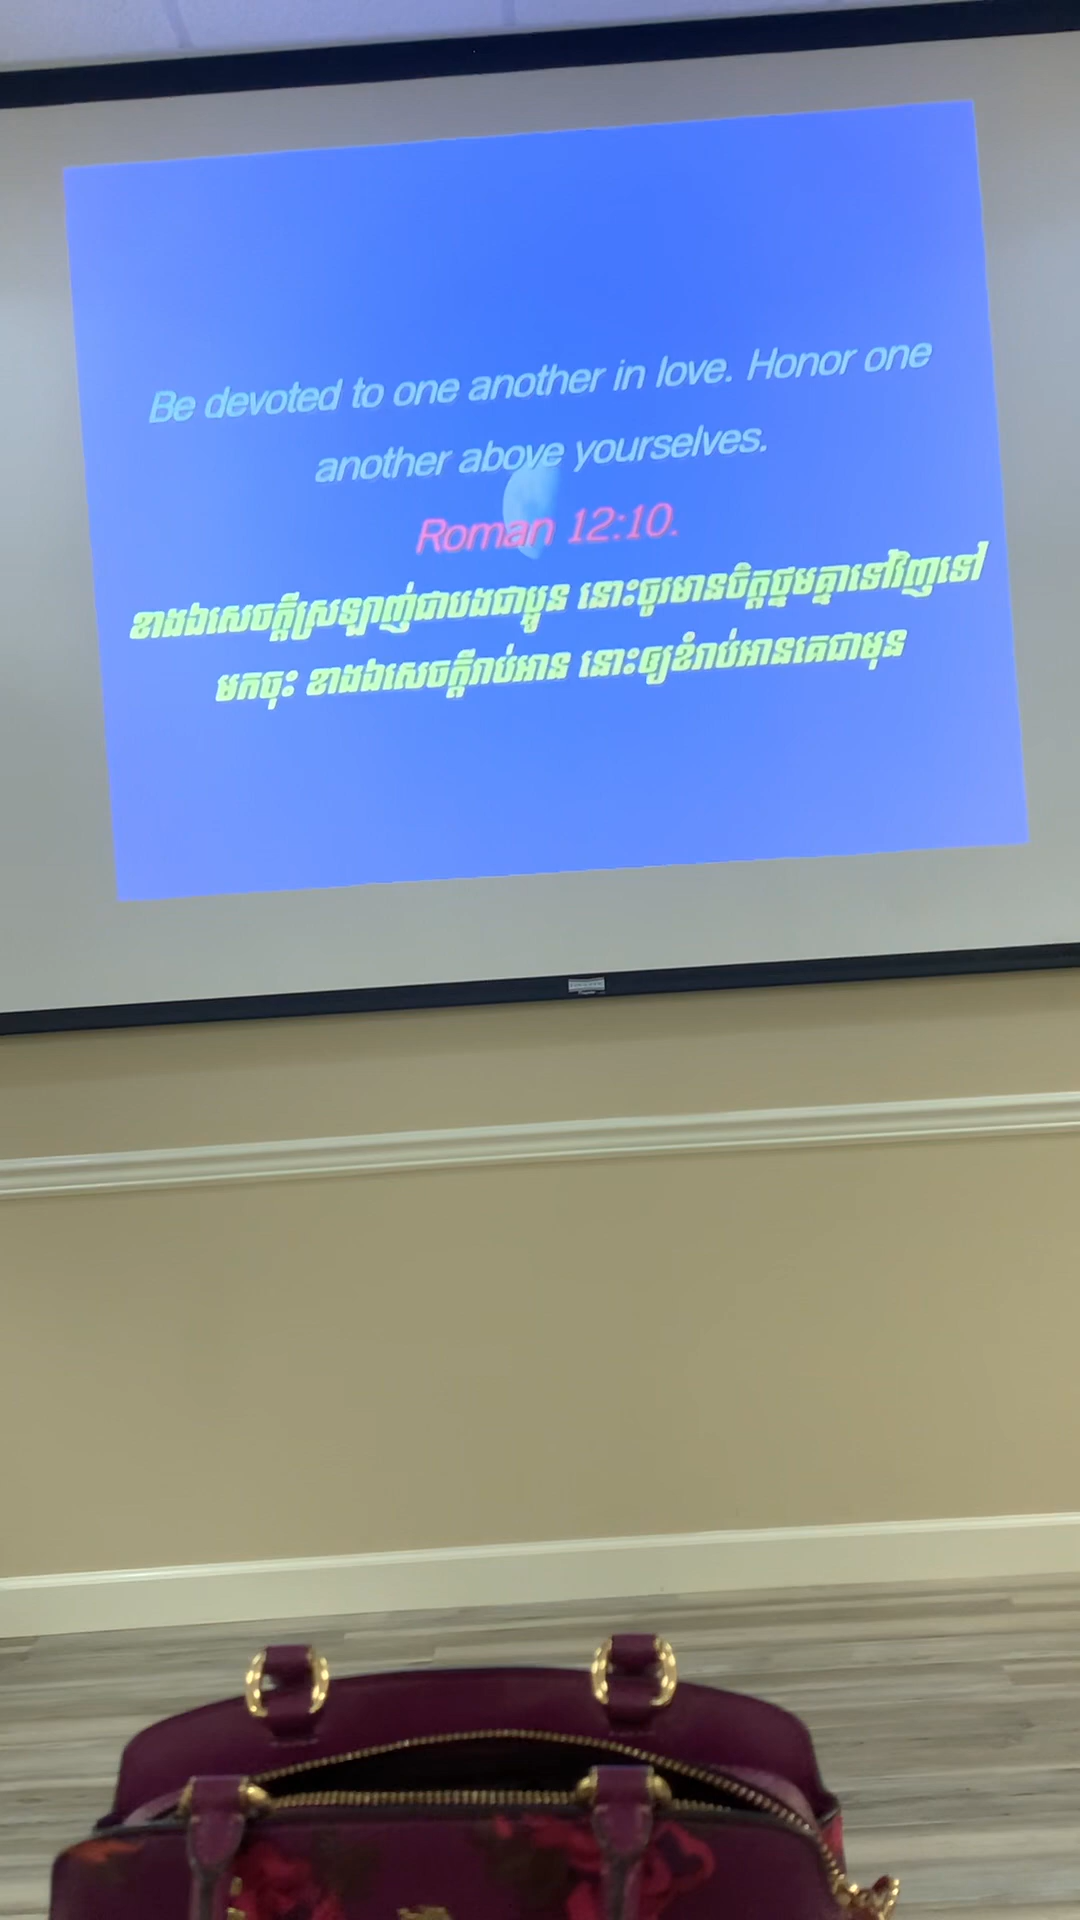 Be devoted to one another in love. Honor one
another above yourselves.
Roman 12:10.
ខាងឯសេចក្ដីស្រឡាញ់ជាបងជាប្អូន នោះចូរមានចិត្តថ្នមគ្នាទៅវិញទៅ
មកចុះ ខាងឯសេចក្ដីរាប់អាន នោះឲ្យខំរាប់អានគេជាមុន